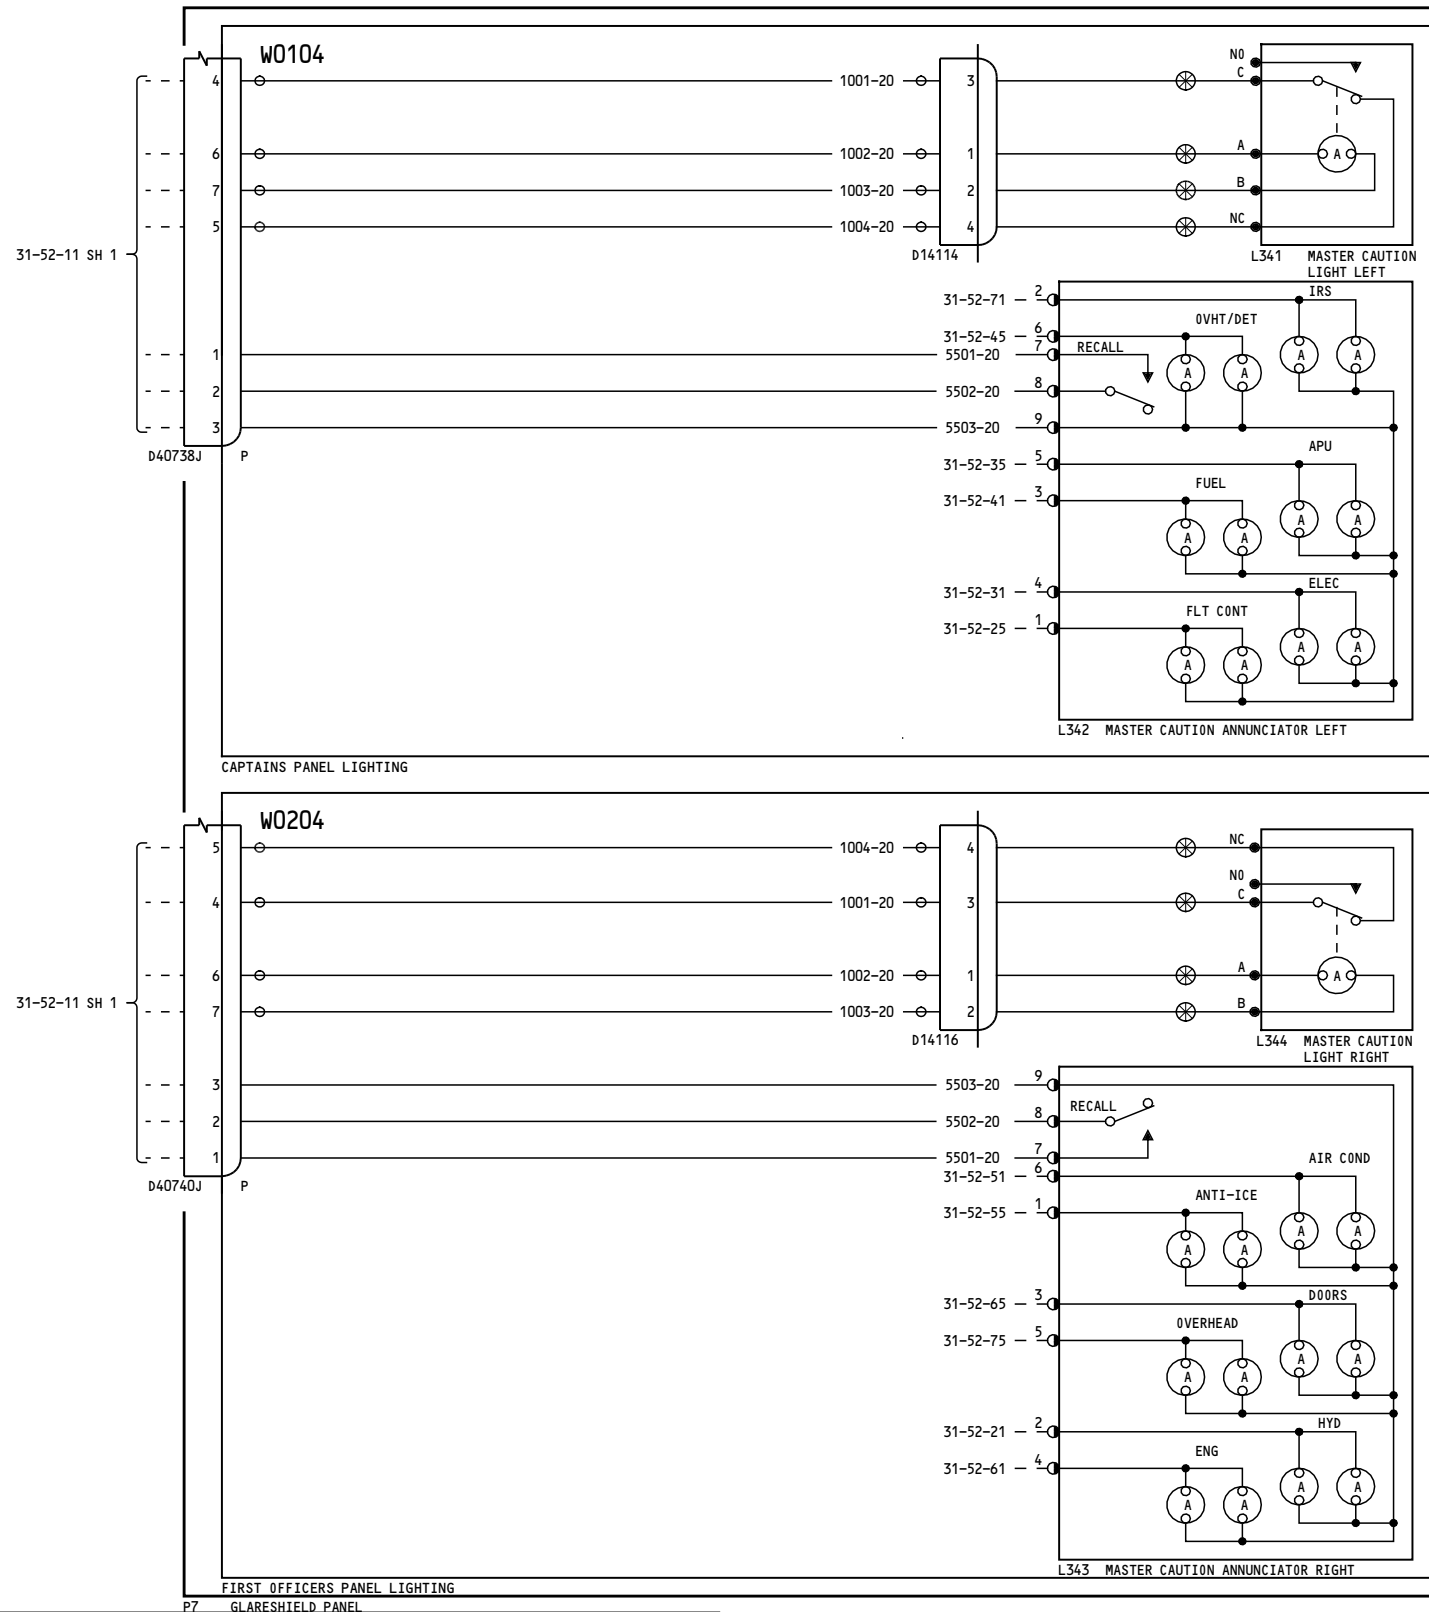 W0104
4 1001-20 3 NO
C
6 1002-20 1 A A
7 1003-20 2 B
5 1004-20 4 NC
31-52-11 SH 1
D14114 L341 MASTER CAUTION
LIGHT LEFT
31-52-71 2 IRS
31-52-45 6 OVHT/DET
1 5501-20 7 RECALL A A
A A
2 5502-20 8
3 5503-20 9
D40738J P
31-52-35 5 APU
31-52-41 3 FUEL
A A
A A
31-52-31 4 ELEC
31-52-25 1 FLT CONT
A A
A A
L342 MASTER CAUTION ANNUNCIATOR LEFT
CAPTAINS PANEL LIGHTING
W0204
5 1004-20 4 NC
NO
4 1001-20 3 C
6 1002-20 1 A A
31-52-11 SH 1
7 1003-20 2 B
D14116 L344 MASTER CAUTION
LIGHT RIGHT
3 5503-20 9
2 5502-20 8 RECALL
1 5501-20 7
31-52-51 6 AIR COND
D40740J P
31-52-55 1 ANTI-ICE
A A
A A
31-52-65 3 DOORS
31-52-75 5 OVERHEAD
A A
A A
31-52-21 2 HYD
31-52-61 4 ENG
A A
A A
L343 MASTER CAUTION ANNUNCIATOR RIGHT
FIRST OFFICERS PANEL LIGHTING
P7 GLARESHIELD PANEL